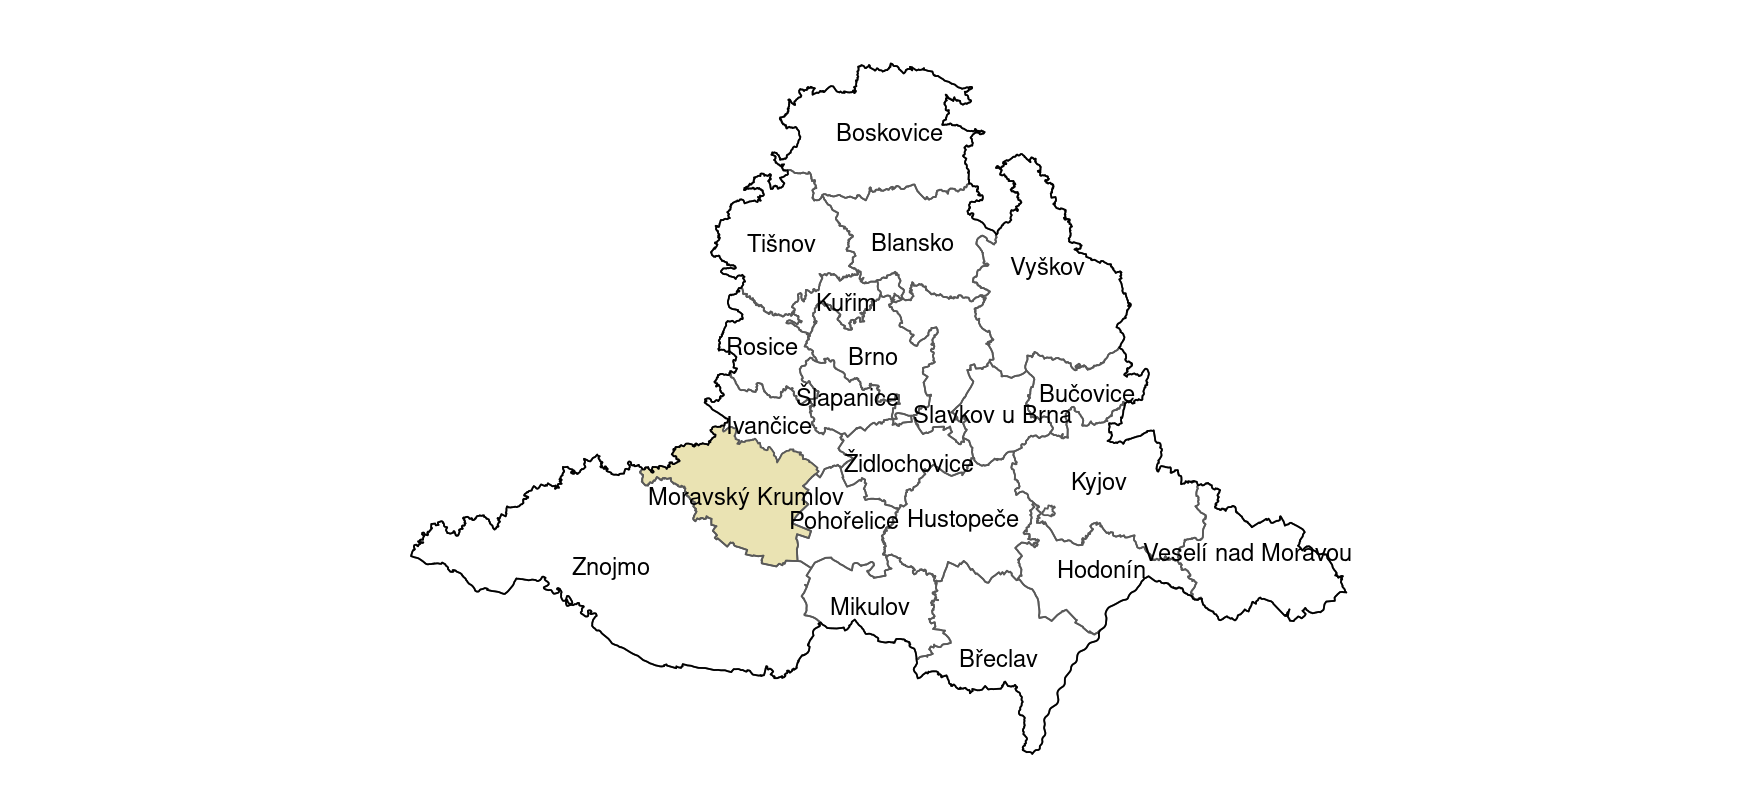 Boskovice
Tišnov
Blansko
Vyškov
Kuřim
Rosice
Brno
Šlapanice
Bučovice
Slavkov u Brna
Ivančice
Židlochovice
Kyjov
Moravský Krumlov
Pohořelice
Hustopeče
Veselí nad Moravou
Znojmo
Hodonín
Mikulov
Břeclav